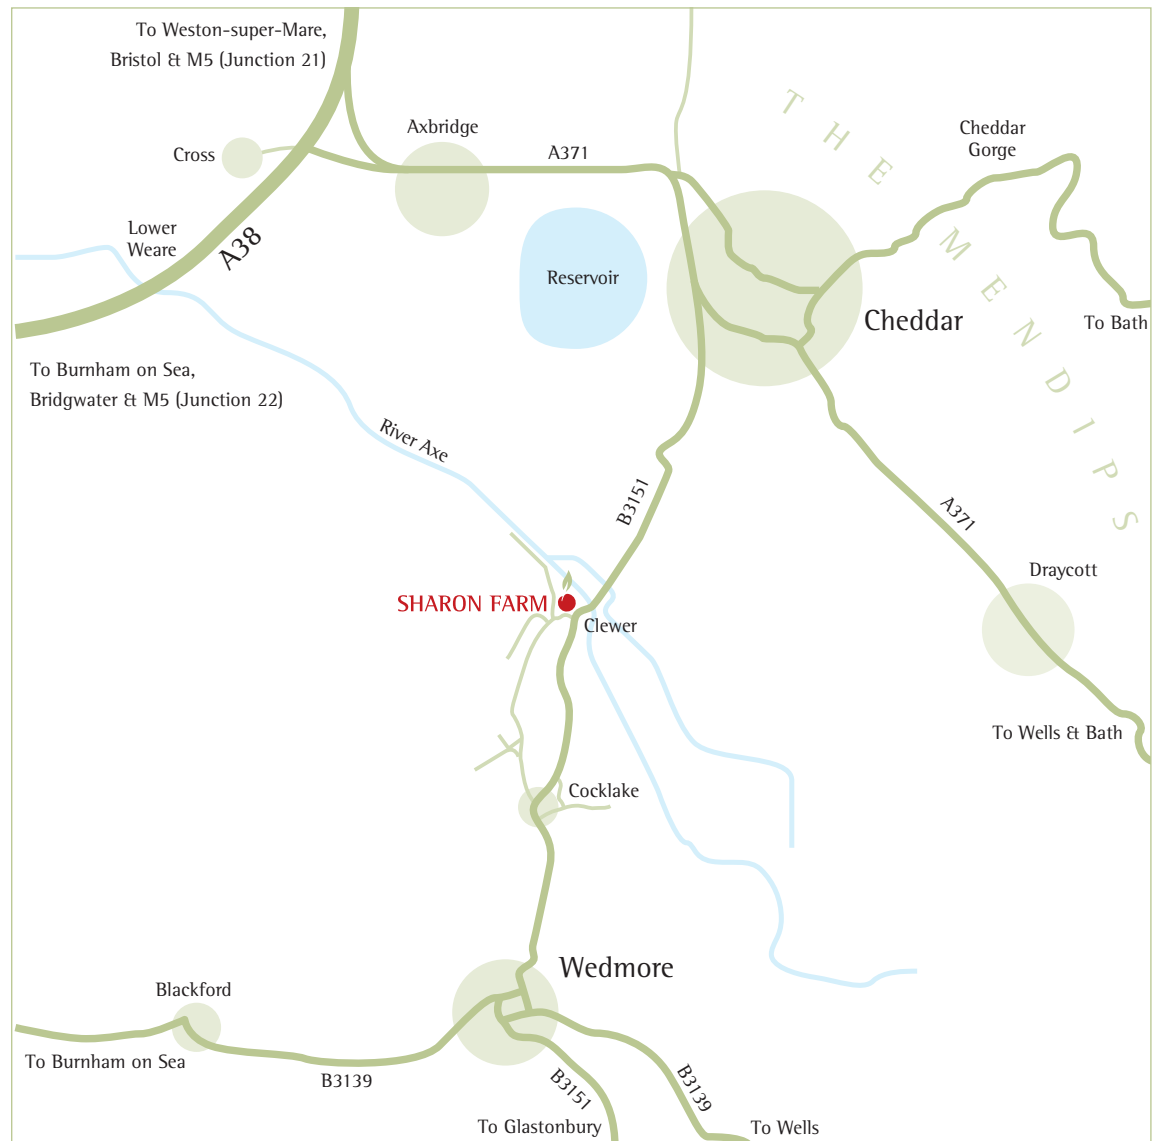 To Weston-super-Mare,
Bristol & M5 (Junction 21)
THE MENDIPS
Axbridge
Cheddar
Gorge
Cross
A371
Lower
Weare
A38
Reservoir
Cheddar
To Bath
To Burnham on Sea,
Bridgwater & M5 (Junction 22)
River Axe
B3151
A371
Draycott
SHARON FARM
Clewer
To Wells & Bath
Cocklake
Wedmore
Blackford
To Burnham on Sea
B3139
B3151
B3139
To Glastonbury
To Wells